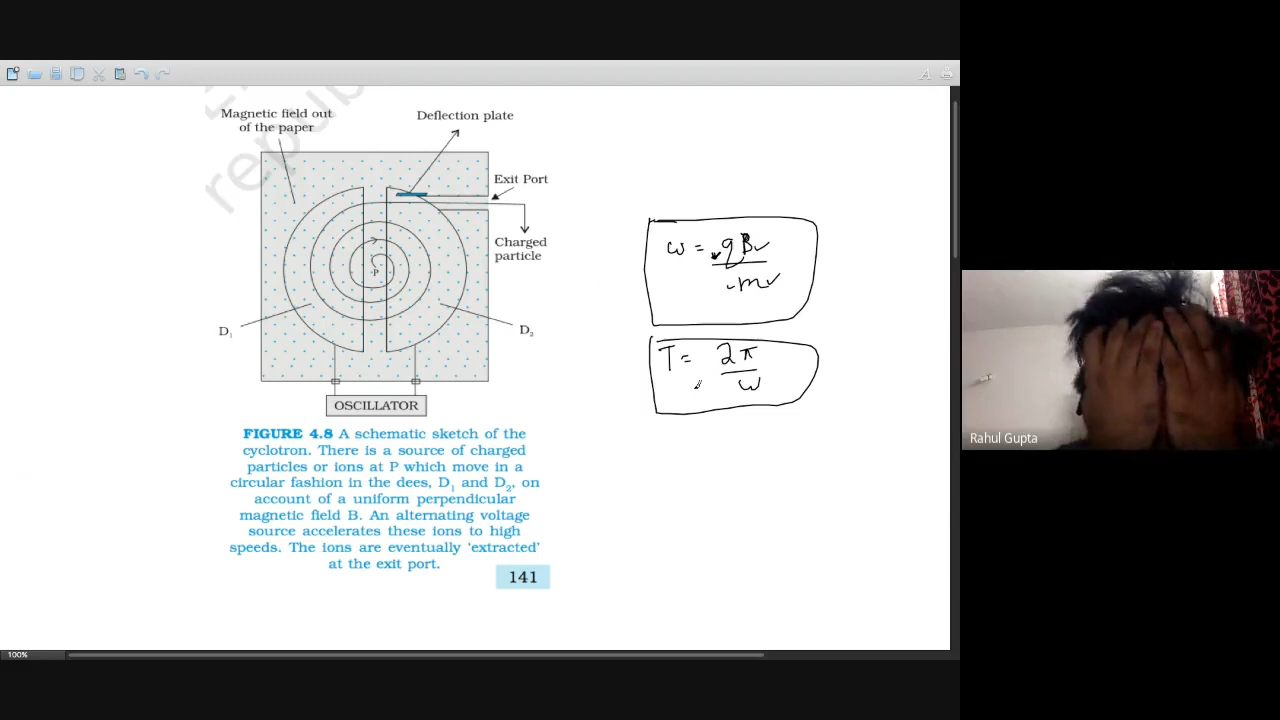 repub
Magnetic field out
of the paper
Deflection plate
Exit Port
Charged
particle
P
D1
D2
OSCILLATOR
FIGURE 4.8 A schematic sketch of the
cyclotron. There is a source of charged
particles or ions at P which move in a
circular fashion in the dees, D1 and D2, on
account of a uniform perpendicular
magnetic field B. An alternating voltage
source accelerates these ions to high
speeds. The ions are eventually ‘extracted’
at the exit port.
141
ω = qB
m
T = 2π
ω
Rahul Gupta
100%